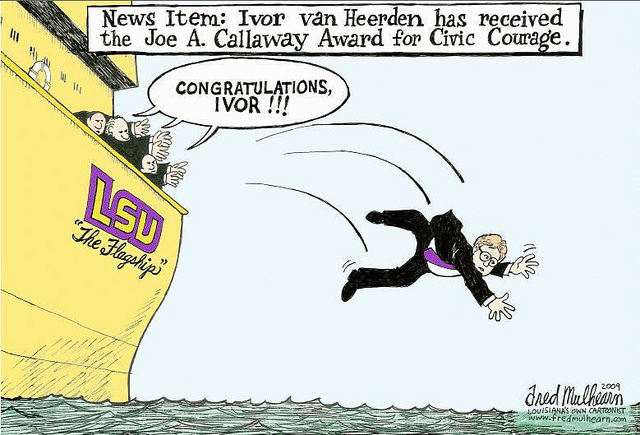 News Item: Ivor van Heerden has received
the Joe A. Callaway Award for Civic Courage.
CONGRATULATIONS,
IVOR !!!
LSU
"The Flagship"
2009
Fred Mulhearn
LOUISIANA'S OWN CARTOONIST
www.fredmulhearn.com